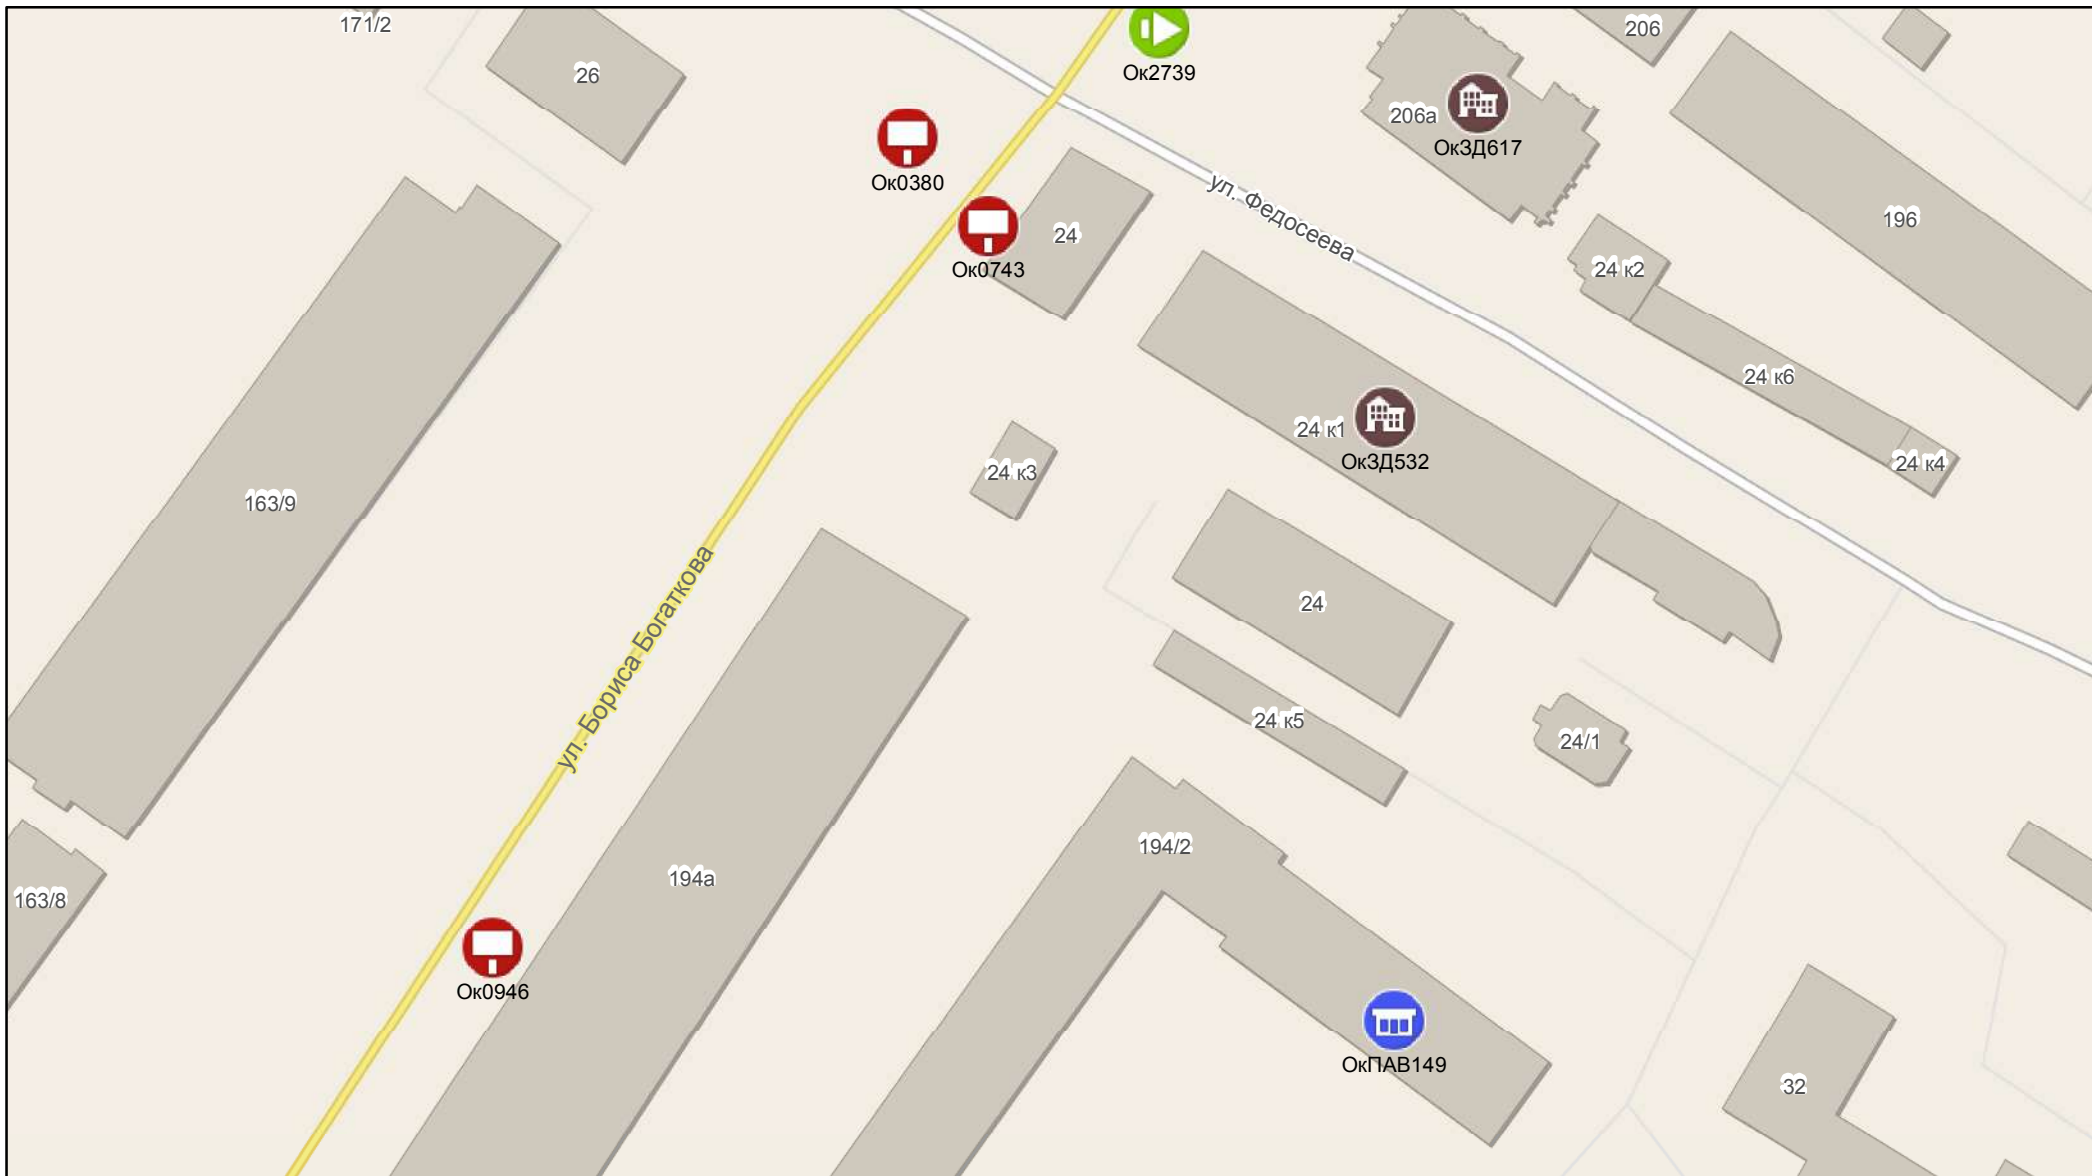 171/2
26
Ок2739
206
206а
ОкЗД617
Ок0380
196
ул. Федосеева
24
Ок0743
24 к2
24 к6
24 к1
ОкЗД532
24 к4
24 к3
163/9
24
ул. Бориса Богаткова
24 к5
24/1
194/2
194а
163/8
Ок0946
ОкПАВ149
32